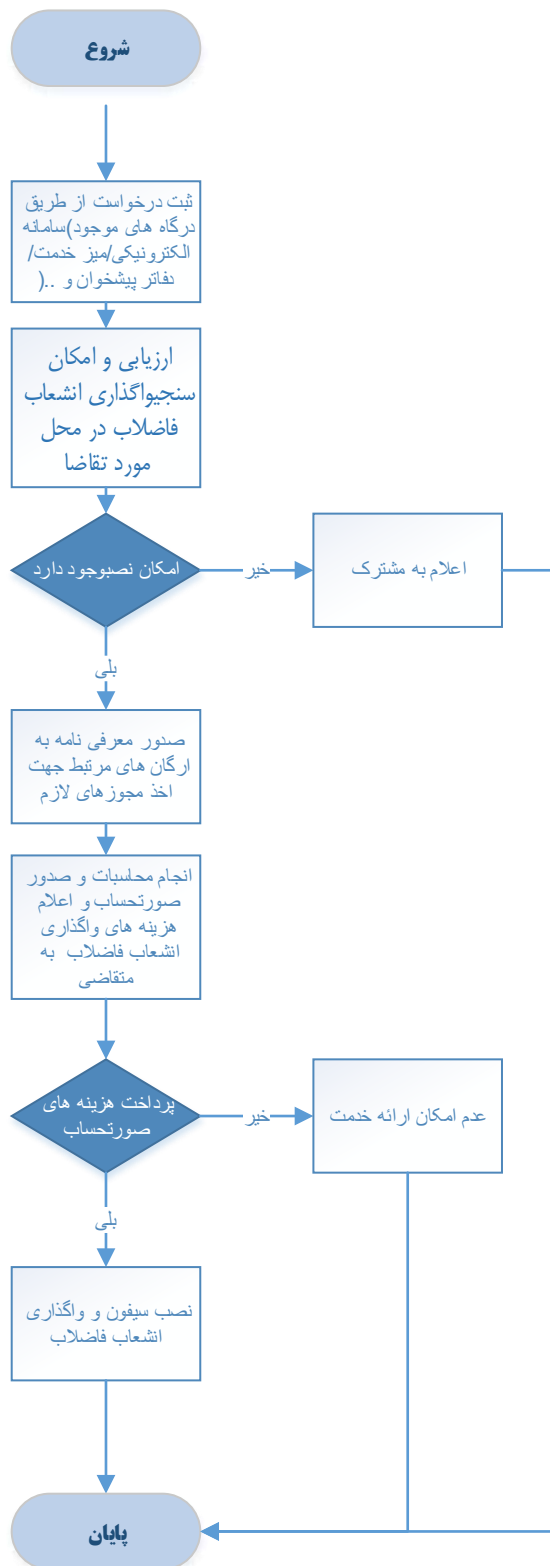 شروع
ثبت درخواست از طریق
درگاه های موجود)سامانه
الکترونیکی/میز خدمت/
دفاتر پیشخوان و ..(
ارزیابی و امکان
سنجیواگذاری انشعاب
فاضلاب در محل
مورد تقاضا
امکان نصبوجود دارد
خیر
اعلام به مشترک
بلی
صدور معرفی نامه به
ارگان های مرتبط جهت
اخذ مجوزهای لازم
انجام محاسبات و صدور
صورتحساب و اعلام
هزینه های واگذاری
انشعاب فاضلاب به
متقاضی
پرداخت هزینه های
صورتحساب
خیر
عدم امکان ارائه خدمت
بلی
نصب سیفون و واگذاری
انشعاب فاضلاب
پایان